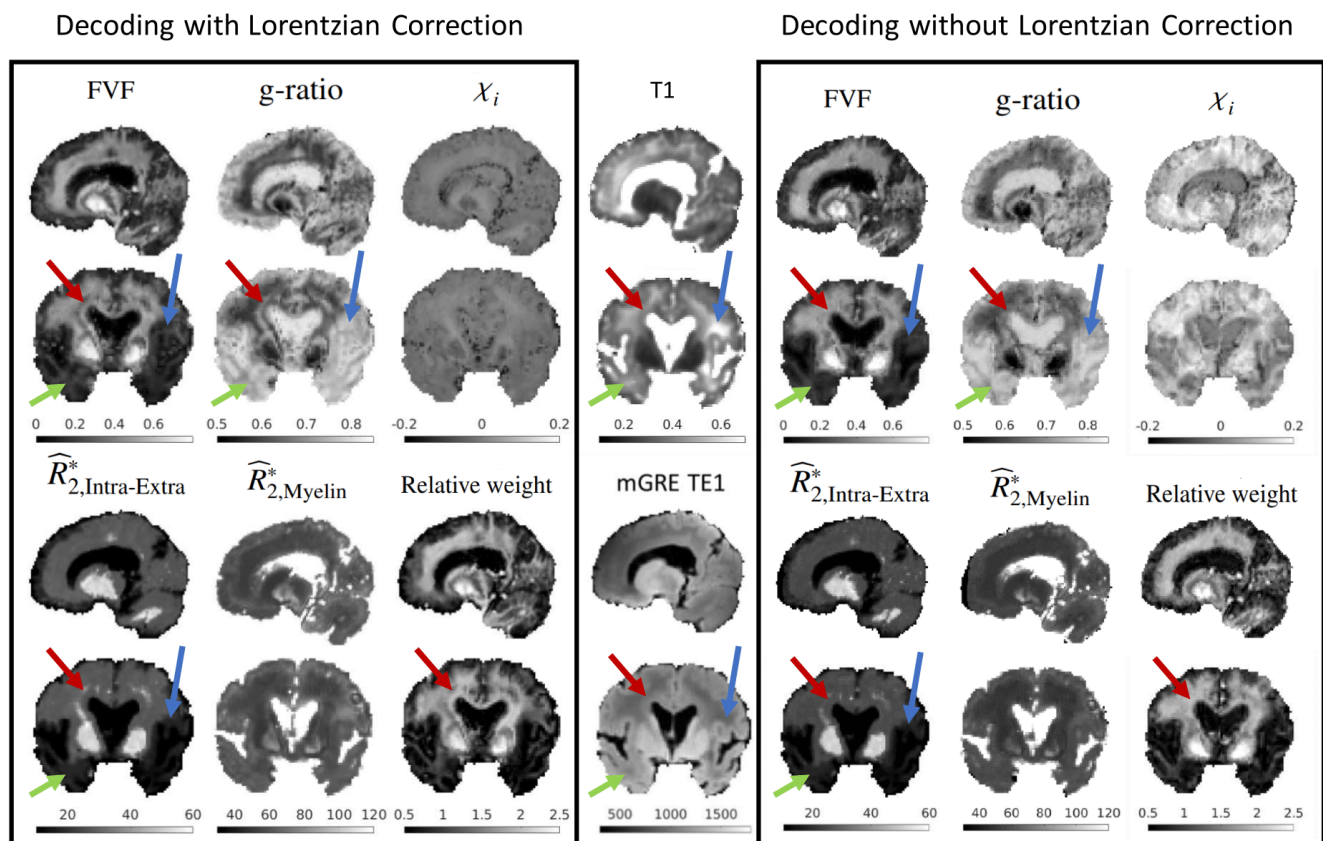 Decoding with Lorentzian Correction
Decoding without Lorentzian Correction
FVF g-ratio χi T1 FVF g-ratio χi
0 0.2 0.4 0.6 0.5 0.6 0.7 0.8 -0.2 0 0.2 0.2 0.4 0.6 0 0.2 0.4 0.6 0.5 0.6 0.7 0.8 -0.2 0 0.2
R̂*2,Intra-Extra R̂*2,Myelin Relative weight mGRE TE1 R̂*2,Intra-Extra R̂*2,Myelin Relative weight
20 40 60 40 60 80 100 120 0.5 1 1.5 2 2.5 500 1000 1500 20 40 60 40 60 80 100 120 0.5 1 1.5 2 2.5